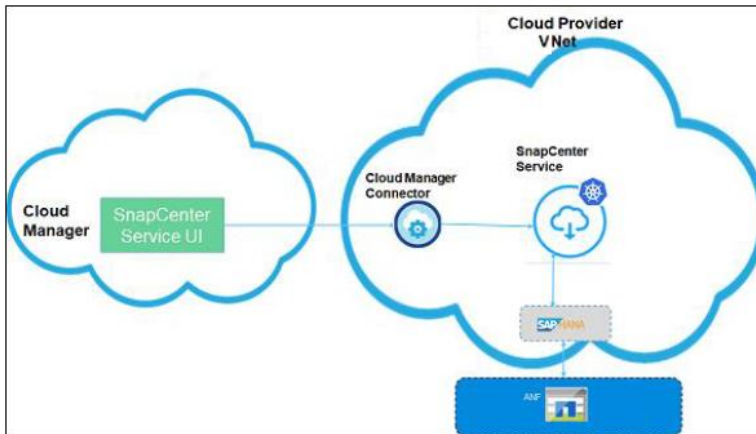 Cloud Provider
VNet
SnapCenter
Service
Cloud Manager
Connector
Cloud
Manager
SnapCenter
Service UI
SAP HANA
ANF